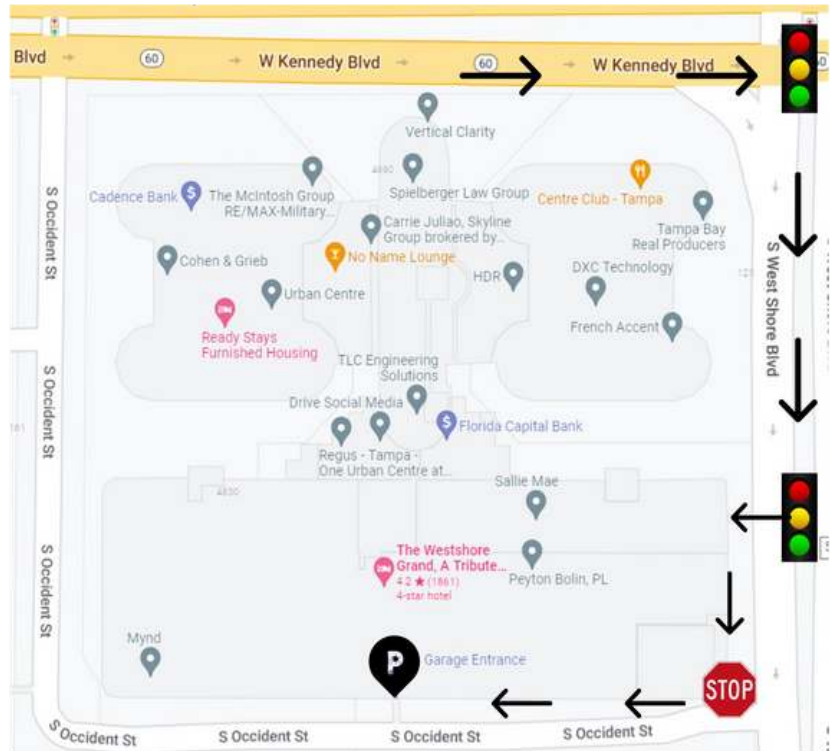 Blvd
60
W Kennedy Blvd
60
W Kennedy Blvd
Vertical Clarity
4890
Cadence Bank
The McIntosh Group
RE/MAX-Military...
Spielberger Law Group
Centre Club - Tampa
Carrie Juliao, Skyline
Group brokered by...
Tampa Bay
Real Producers
S Occident St
Cohen & Grieb
No Name Lounge
HDR
DXC Technology
Urban Centre
French Accent
S West Shore Blvd
Ready Stays
Furnished Housing
TLC Engineering
Solutions
S Occident St
Drive Social Media
Florida Capital Bank
Regus - Tampa -
One Urban Centre at...
Sallie Mae
4830
S Occident St
The Westshore
Grand, A Tribute...
4.2 ★ (1861)
4-star hotel
Peyton Bolin, PL
Mynd
P
Garage Entrance
STOP
S Occident St
S Occident St
S Occident St
S Occident St